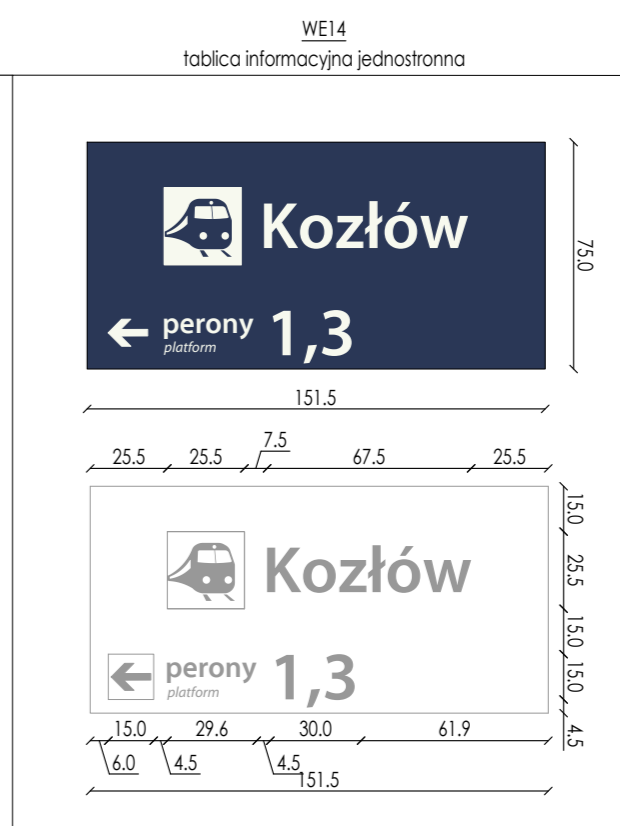 WE14
tablica informacyjna jednostronna
Kozłów
75.0
perony 1,3
platform
151.5
7.5
25.5 25.5 67.5 25.5
15.0
Kozłów
25.5
15.0
perony 1,3
platform
15.0
4.5
15.0 29.6 30.0 61.9
6.0 4.5 4.5
151.5